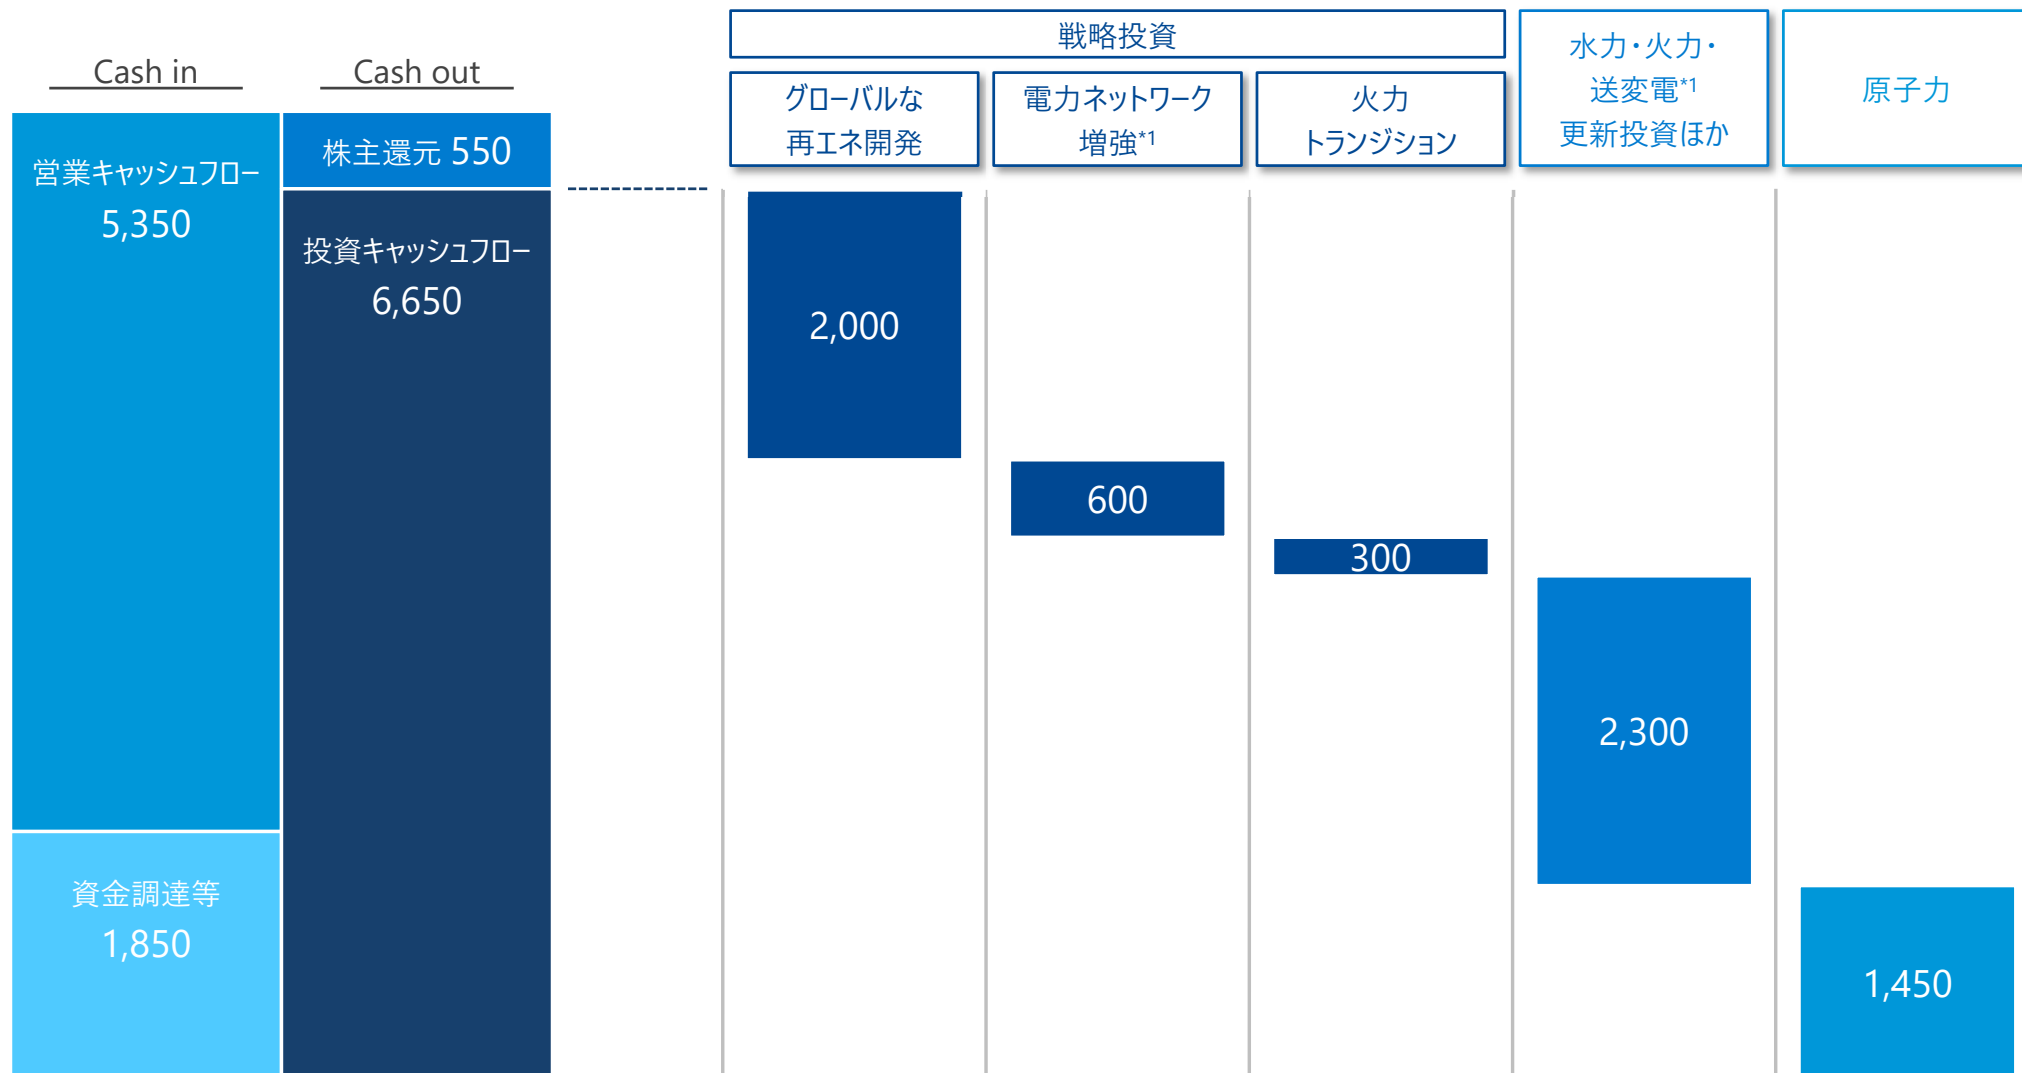 Cash in
Cash out
営業キャッシュフロー
5,350
資金調達等
1,850
株主還元 550
投資キャッシュフロー
6,650
戦略投資
グローバルな
再エネ開発
電力ネットワーク
増強*1
火力
トランジション
水力・火力・
送変電*1
更新投資ほか
原子力
2,000
600
300
2,300
1,450